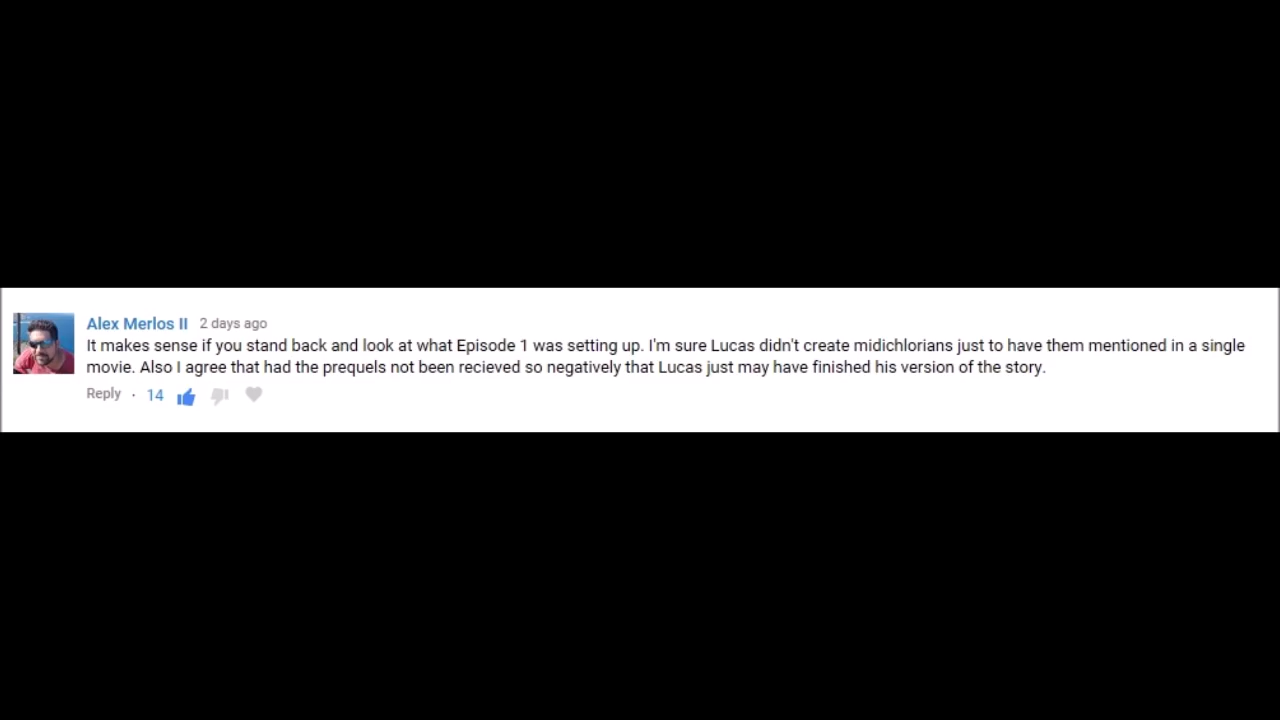 Alex Merlos II 2 days ago
It makes sense if you stand back and look at what Episode 1 was setting up. I'm sure Lucas didn't create midichlorians just to have them mentioned in a single
movie. Also I agree that had the prequels not been recieved so negatively that Lucas just may have finished his version of the story.
Reply · 14